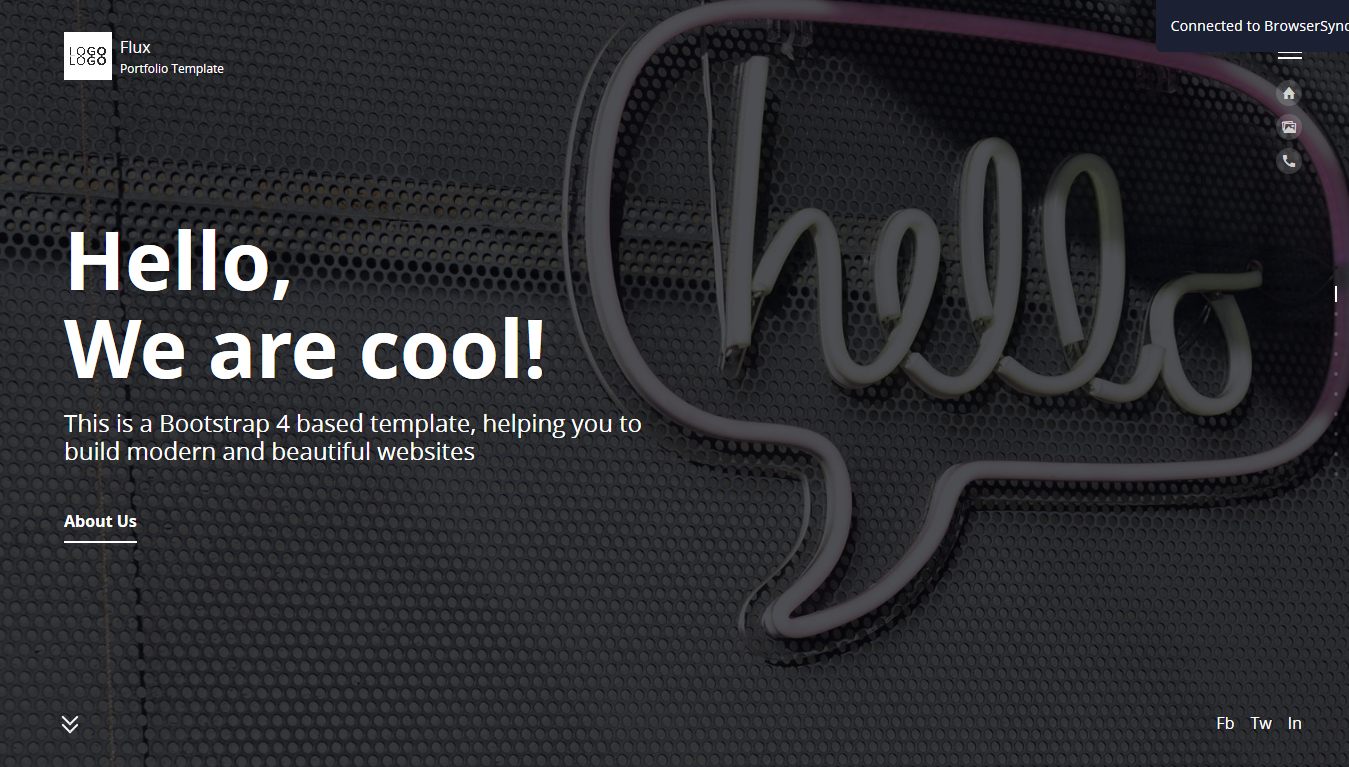 Connected to BrowserSync
LOGO
LOGO
Flux
Portfolio Template
hello
Hello,
We are cool!
This is a Bootstrap 4 based template, helping you to
build modern and beautiful websites
About Us
Fb Tw In